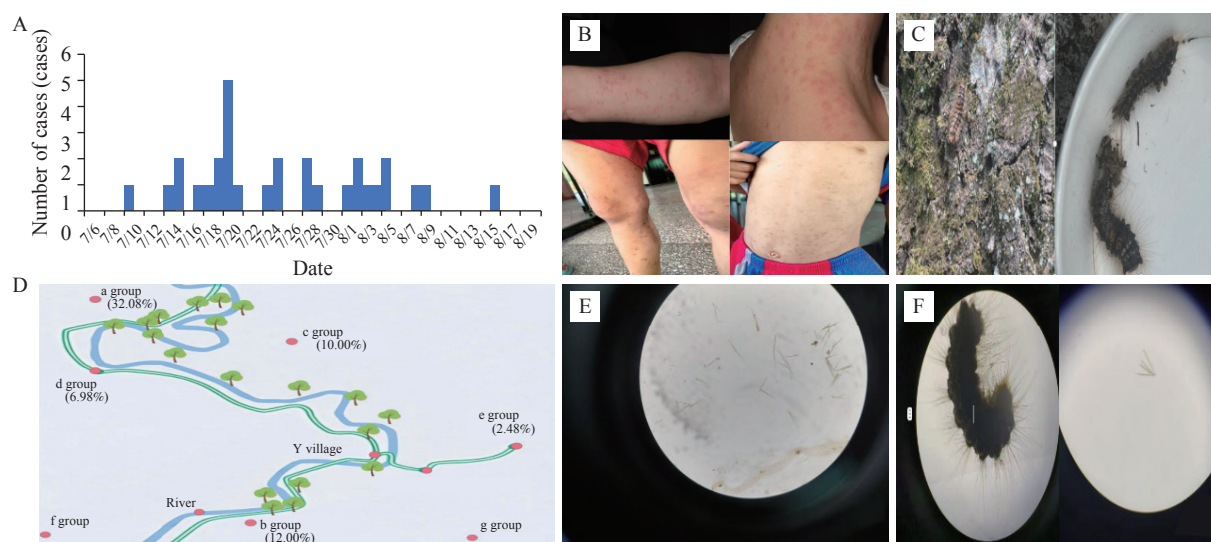 A
Number of cases (cases)
6
5
4
3
2
1
0
7/6
7/8
7/10
7/12
7/14
7/16
7/18
7/20
7/22
7/24
7/26
7/28
7/30
8/1
8/3
8/5
8/7
8/9
8/11
8/13
8/15
8/17
8/19
Date
B
C
D
a group
(32.08%)
c group
(10.00%)
d group
(6.98%)
e group
(2.48%)
Y village
River
b group
(12.00%)
f group
g group
E
F